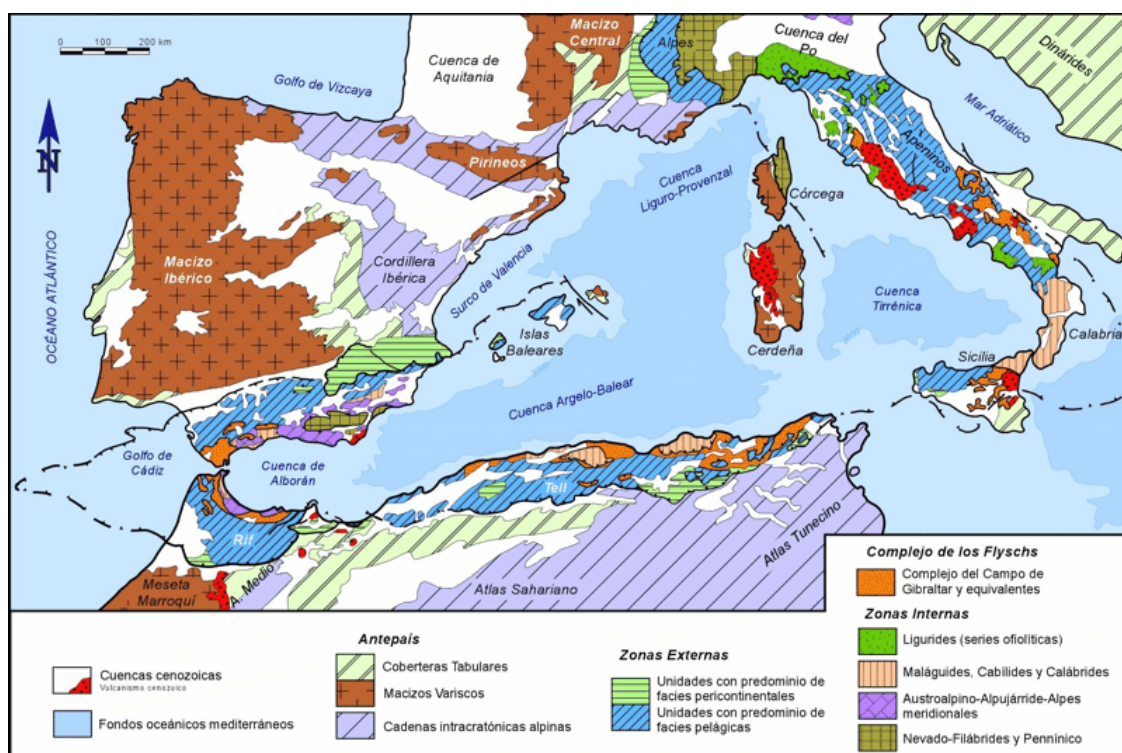 0 100 200 km
Macizo
Central
Alpes
Cuenca del
Po
Dinárides
Cuenca de
Aquitania
Golfo de Vizcaya
Mar Adriático
N
Pirineos
Apeninos
Cuenca
Liguro-Provenzal
Córcega
OCÉANO ATLÁNTICO
Macizo
Ibérico
Cordillera
Ibérica
Surco de Valencia
Cuenca
Tirrénica
Islas
Baleares
Cerdeña
Calabria
Sicilia
Cuenca Argelo-Balear
Golfo de
Cádiz
Cuenca de
Alborán
Tell
Rif
Atlas Tunecino
Meseta
Marroquí
A. Medio
Atlas Sahariano
Cuencas cenozoicas
Vulcanismo cenozoico
Fondos oceánicos mediterráneos
Antepaís
Coberteras Tabulares
Macizos Variscos
Cadenas intracratónicas alpinas
Zonas Externas
Unidades con predominio de
facies pericontinentales
Unidades con predominio de
facies pelágicas
Complejo de los Flyschs
Complejo del Campo de
Gibraltar y equivalentes
Zonas Internas
Ligurides (series ofiolíticas)
Maláguides, Cabílides y Calábrides
Austroalpino-Alpujárride-Alpes
meridionales
Nevado-Filábrides y Penninico